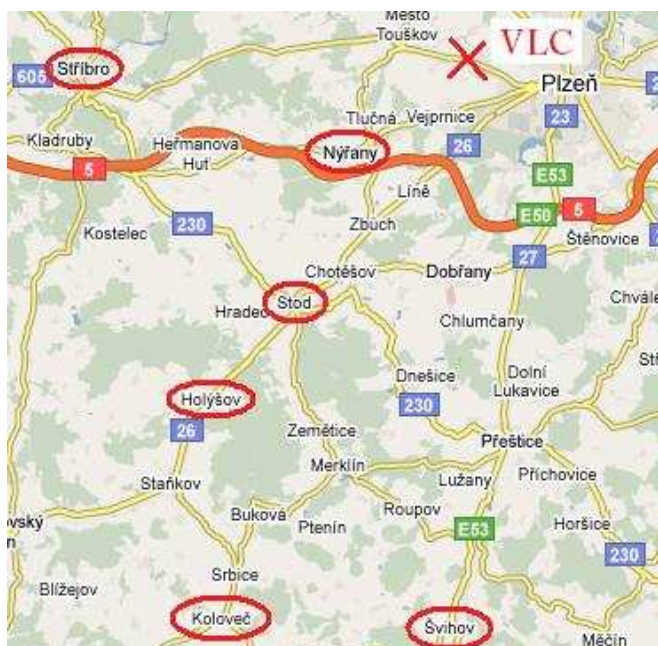 Město
Touškov
VLC
Stříbro
605
Plzeň
Tlučná
Vejprnice
23
Kladruby
Heřmanova
Huť
Nýřany
26
5
E53
Líně
E50
5
Kostelec
230
Zbůch
Štěnovice
27
Chotěšov
Dobřany
Stod
Hradec
Chlumčany
Chvále
Dnešice
Dolní
Lukavice
Holýšov
230
26
Zemětice
Přeštice
Merklín
Lužany
Příchovice
Staňkov
Roupov
Buková
Ptenín
E53
Horšice
230
Srbice
Blížejov
Koloveč
Švihov
Měčín